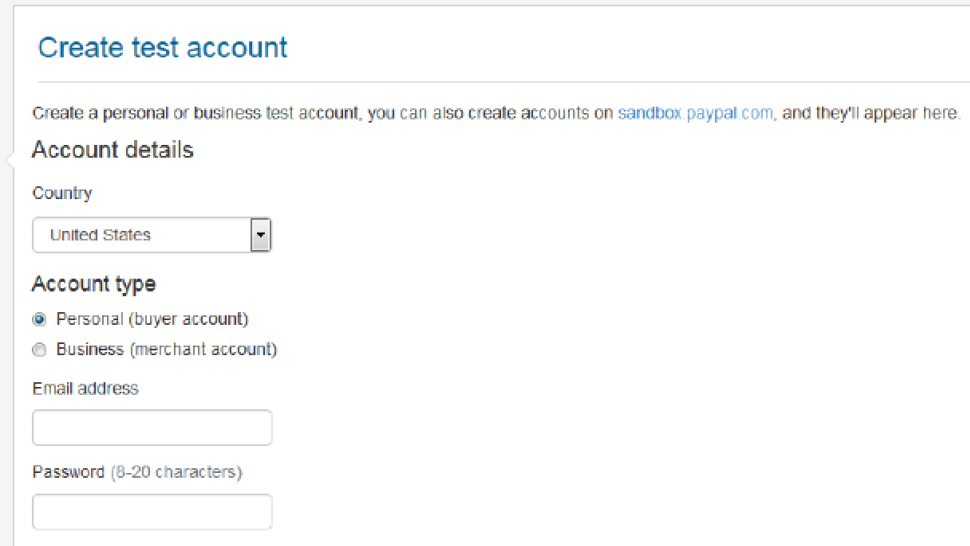 Create test account
Create a personal or business test account, you can also create accounts on sandbox.paypal.com, and they'll appear here.
Account details
Country
United States
Account type
Personal (buyer account)
Business (merchant account)
Email address
Password (8-20 characters)